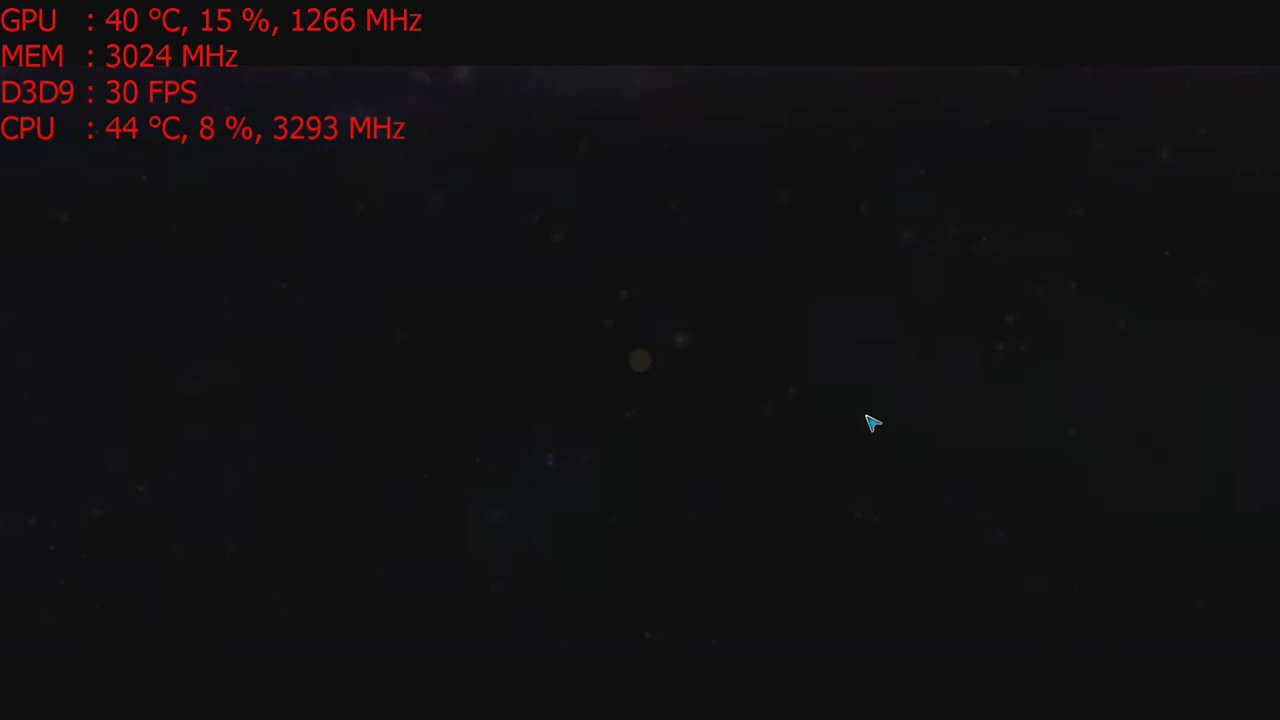 GPU : 40 °C, 15 %, 1266 MHz
MEM : 3024 MHz
D3D9 : 30 FPS
CPU : 44 °C, 8 %, 3293 MHz